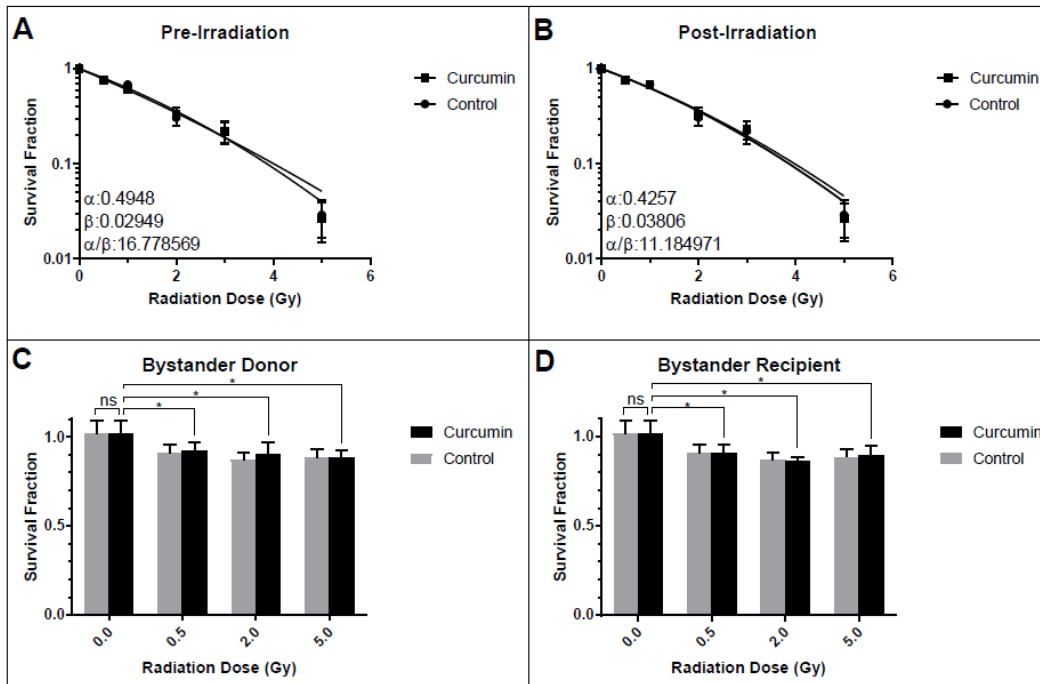 A
Pre-Irradiation
1
0.1
0.01
Survival Fraction
Curcumin
Control
α:0.4948
β:0.02949
α/β:16.778569
0
2
4
6
Radiation Dose (Gy)
B
Post-Irradiation
1
0.1
0.01
Survival Fraction
Curcumin
Control
α:0.4257
β:0.03806
α/β:11.184971
0
2
4
6
Radiation Dose (Gy)
C
Bystander Donor
*
*
ns
*
1.0
0.5
0.0
Survival Fraction
Curcumin
Control
0.0
0.5
2.0
5.0
Radiation Dose (Gy)
D
Bystander Recipient
*
*
ns
*
1.0
0.5
0.0
Survival Fraction
Curcumin
Control
0.0
0.5
2.0
5.0
Radiation Dose (Gy)